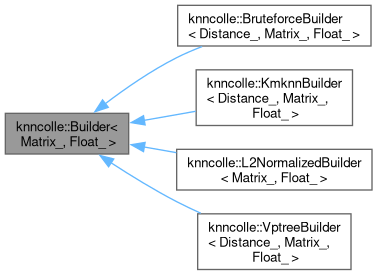 knncolle::BruteforceBuilder
< Distance_, Matrix_, Float_ >
knncolle::KmknnBuilder
< Distance_, Matrix_,
Float_ >
knncolle::Builder<
Matrix_, Float_ >
knncolle::L2NormalizedBuilder
< Matrix_, Float_ >
knncolle::VptreeBuilder
< Distance_, Matrix_,
Float_ >